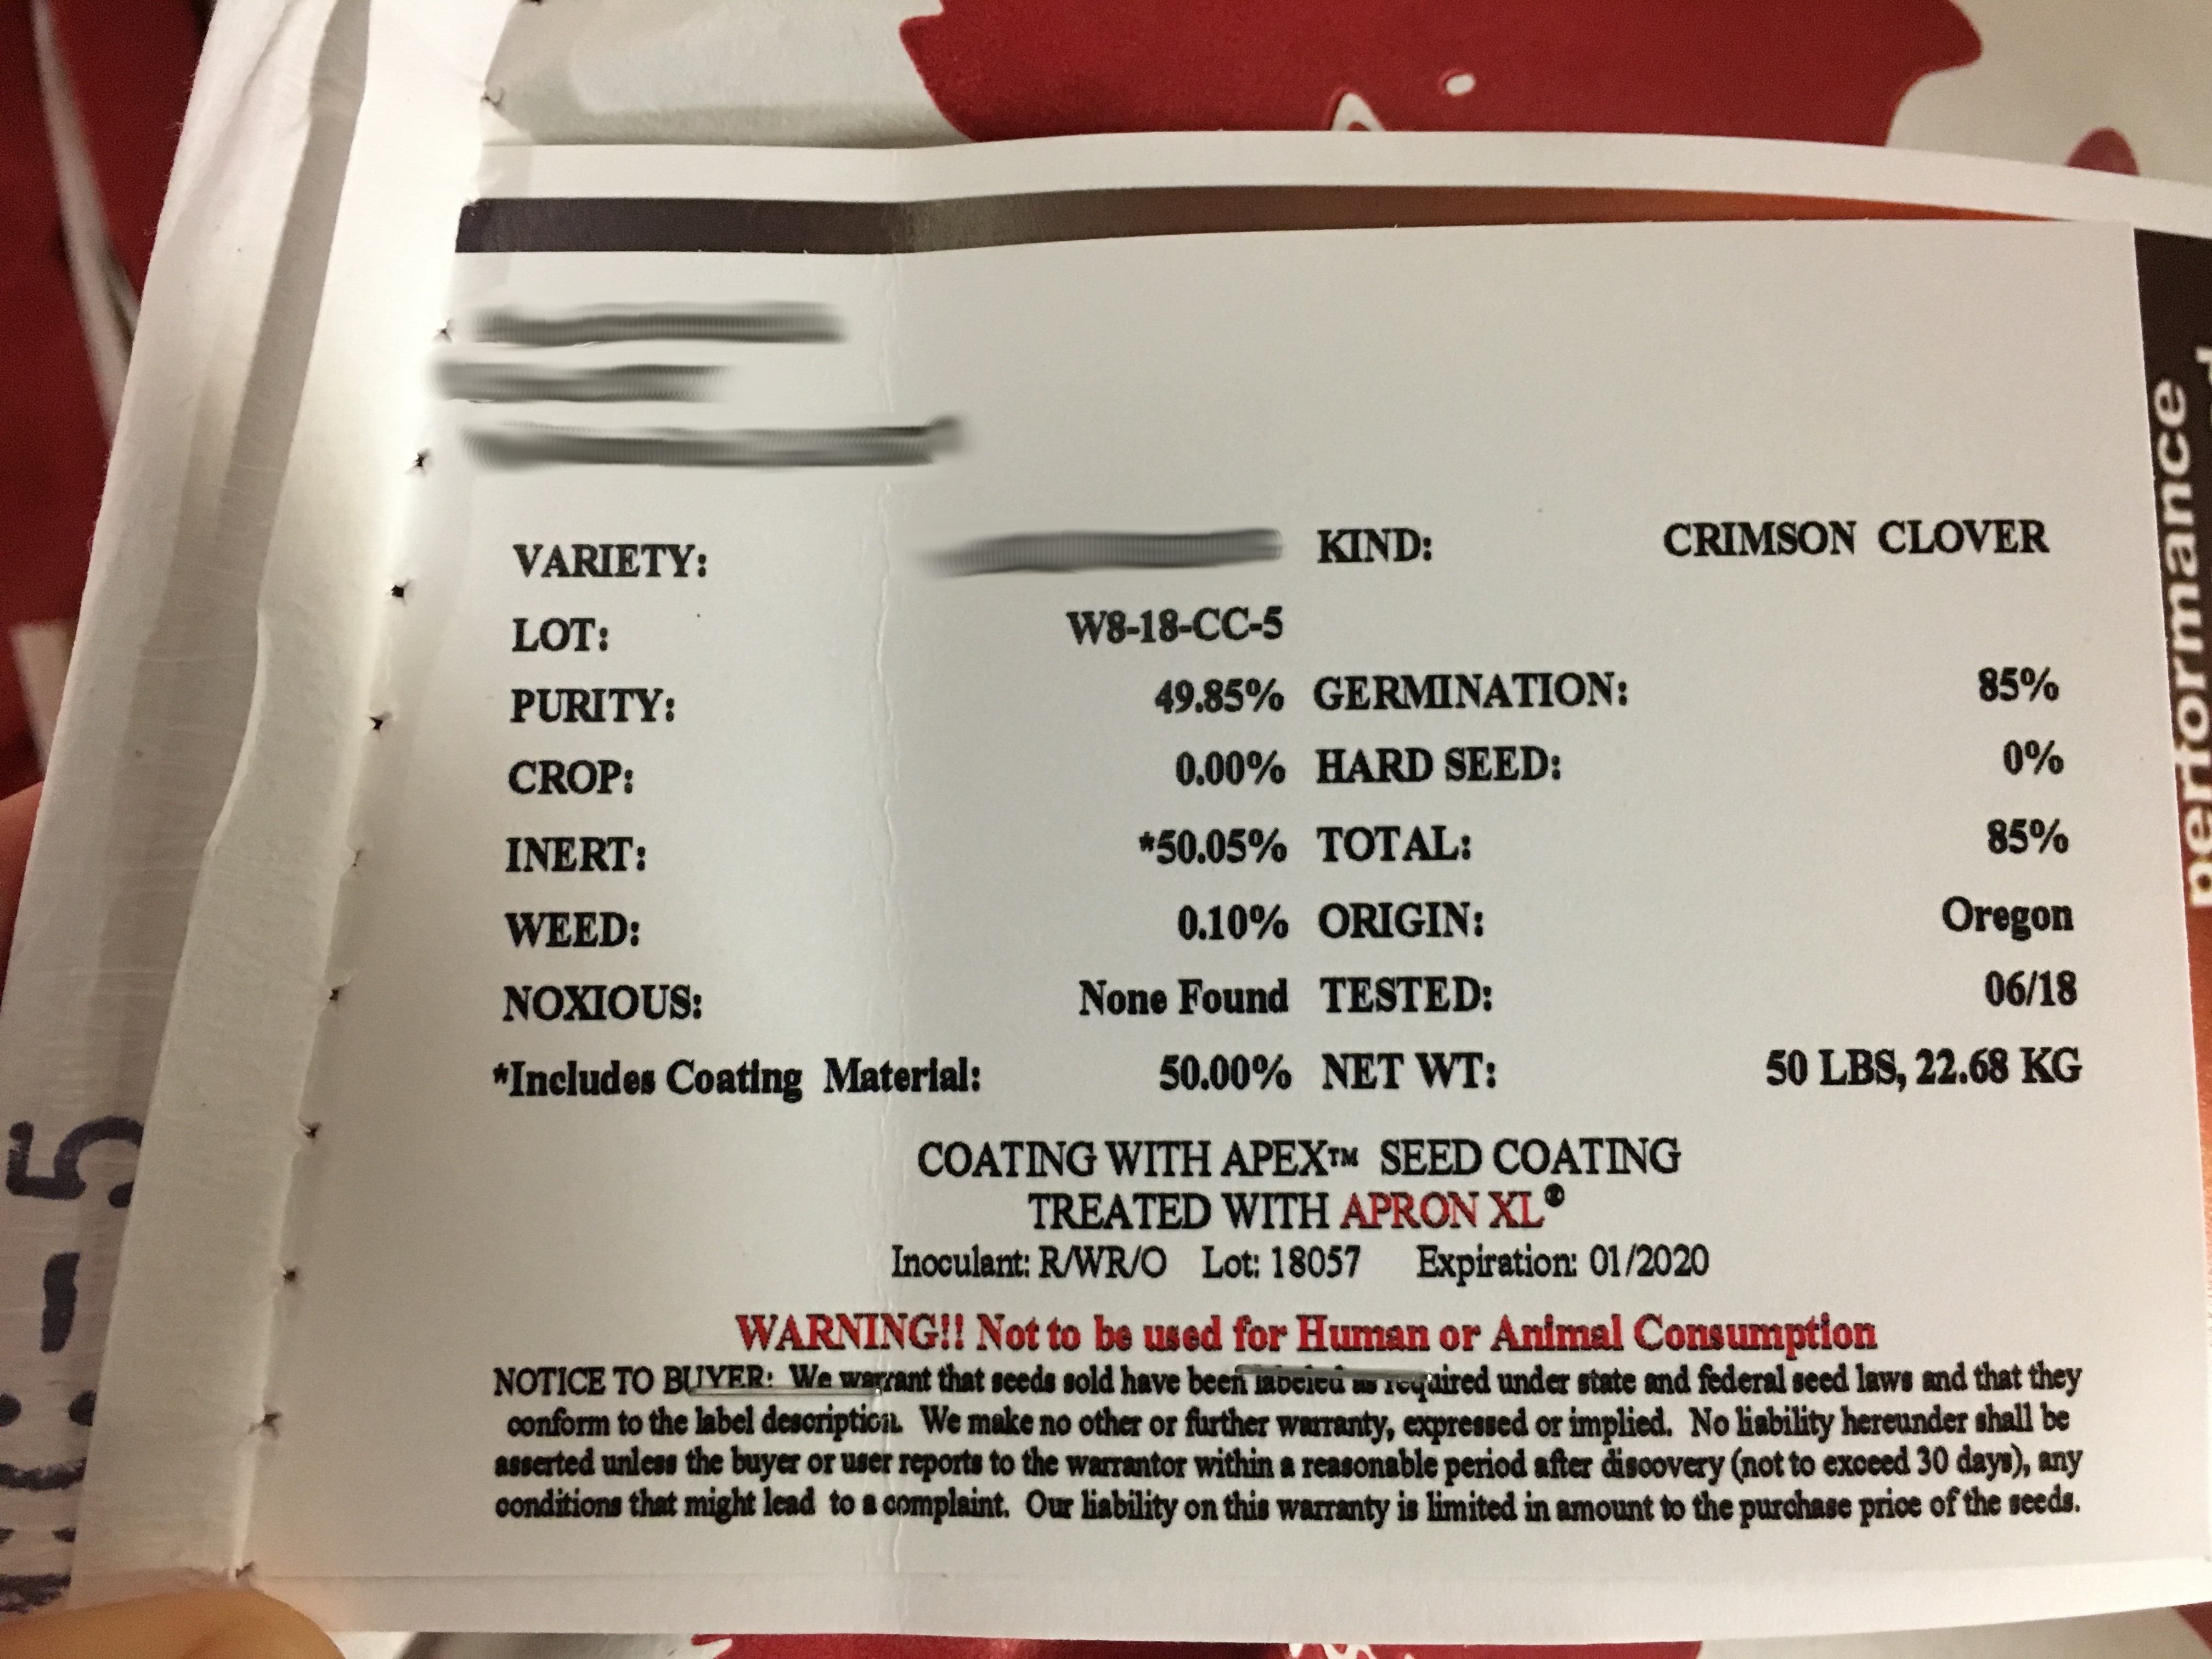 VARIETY: KIND: CRIMSON CLOVER
LOT: W8-18-CC-5
PURITY: 49.85% GERMINATION: 85%
CROP: 0.00% HARD SEED: 0%
INERT: *50.05% TOTAL: 85%
WEED: 0.10% ORIGIN: Oregon
NOXIOUS: None Found TESTED: 06/18
*Includes Coating Material: 50.00% NET WT: 50 LBS, 22.68 KG
COATING WITH APEX™ SEED COATING
TREATED WITH APRON XL®
Inoculant: R/WR/O Lot: 18057 Expiration: 01/2020
WARNING!! Not to be used for Human or Animal Consumption
NOTICE TO BUYER: We warrant that seeds sold have been labeled as required under state and federal seed laws and that they
conform to the label description. We make no other or further warranty, expressed or implied. No liability hereunder shall be
asserted unless the buyer or user reports to the warrantor within a reasonable period after discovery (not to exceed 30 days), any
conditions that might lead to a complaint. Our liability on this warranty is limited in amount to the purchase price of the seeds.
performance
-5